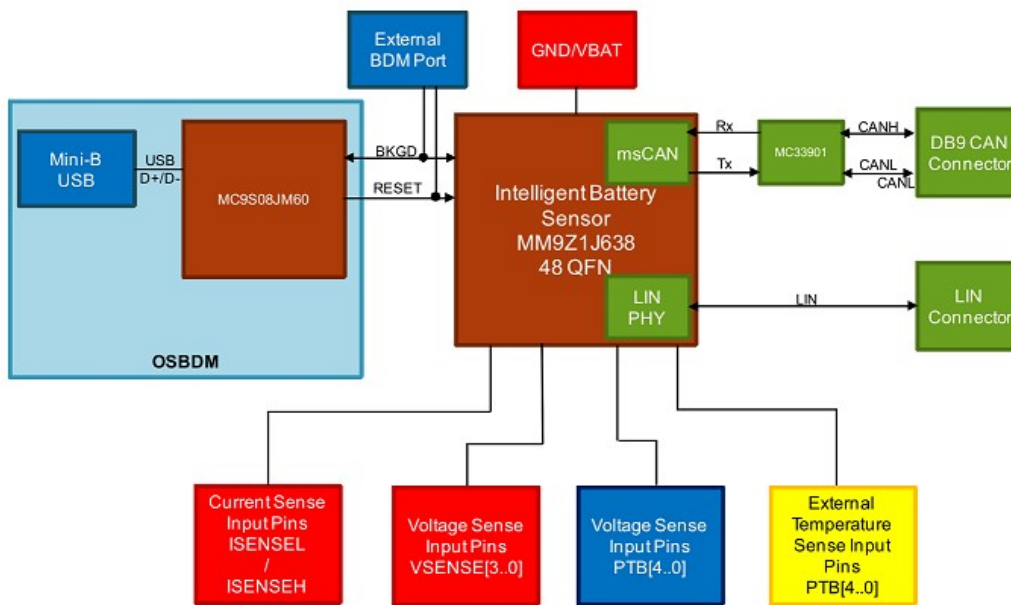 External
BDM Port
GND/VBAT
Mini-B
USB
USB
D+/D-
MC9S08JM60
BKGD
RESET
OSBDM
msCAN
Intelligent Battery
Sensor
MM9Z1J638
48 QFN
LIN
PHY
Rx
Tx
MC33901
CANH
CANL
CANL
DB9 CAN
Connector
LIN
LIN
Connector
Current Sense
Input Pins
ISENSEL
/
ISENSEH
Voltage Sense
Input Pins
VSENSE[3..0]
Voltage Sense
Input Pins
PTB[4..0]
External
Temperature
Sense Input
Pins
PTB[4..0]